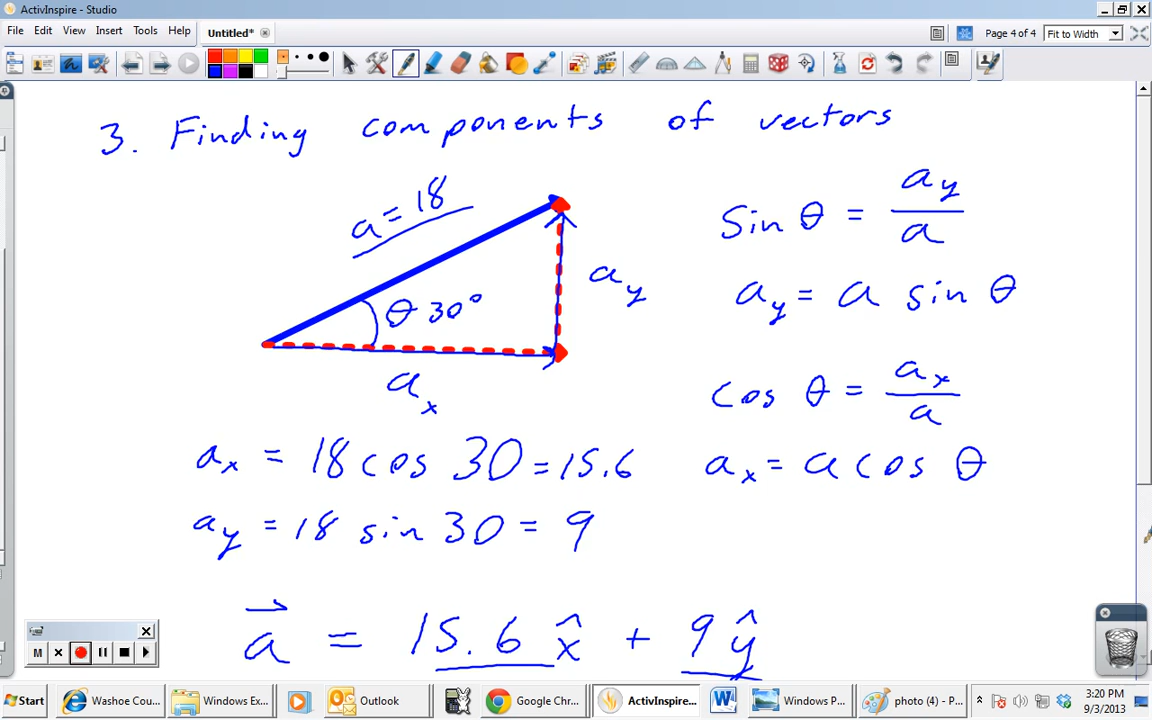 ActivInspire - Studio
File Edit View Insert Tools Help
Untitled*
Page 4 of 4
Fit to Width
3. Finding components of vectors
a = 18
θ 30°
a_y
a_x
sin θ = a_y / a
a_y = a sin θ
cos θ = a_x / a
a_x = a cos θ
a_x = 18 cos 30 = 15.6
a_y = 18 sin 30 = 9
a⃗ = 15.6 x̂ + 9 ŷ
M
Start
Washoe Cou...
Windows Ex...
Outlook
Google Chr...
ActivInspire...
Windows P...
photo (4) - P...
3:20 PM
9/3/2013